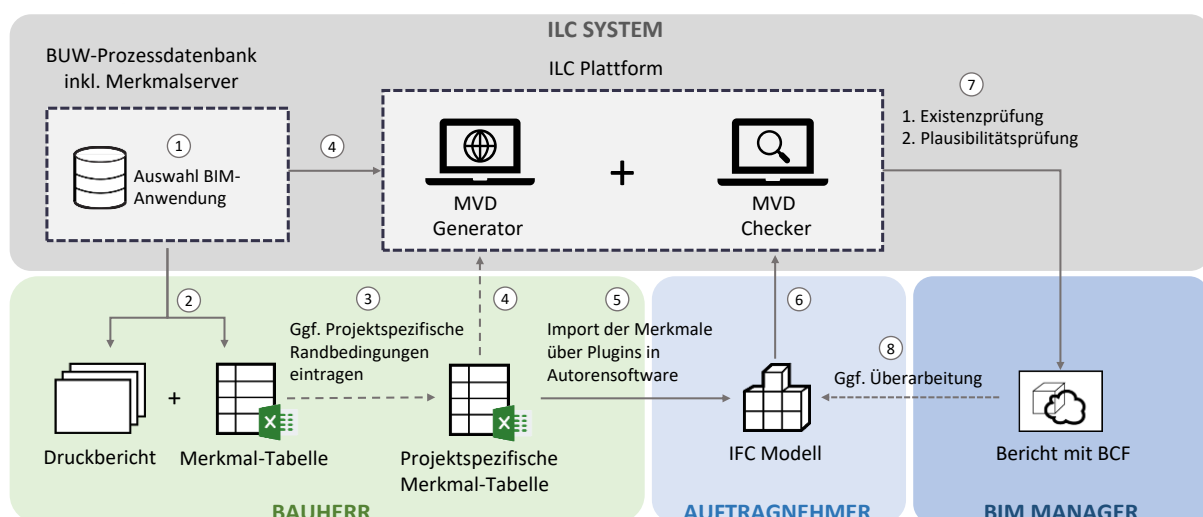 ILC SYSTEM
BUW-Prozessdatenbank
inkl. Merkmalserver
ILC Plattform
1
Auswahl BIM-
Anwendung
4
MVD
Generator
+
MVD
Checker
7
1. Existenzprüfung
2. Plausibilitätsprüfung
2
3
Ggf. Projektspezifische
Randbedingungen
eintragen
4
5
Import der Merkmale
über Plugins in
Autorensoftware
6
8
Ggf. Überarbeitung
+
X
X
Druckbericht
Merkmal-Tabelle
Projektspezifische
Merkmal-Tabelle
IFC Modell
Bericht mit BCF
BAUHERR
AUFTRAGNEHMER
BIM MANAGER